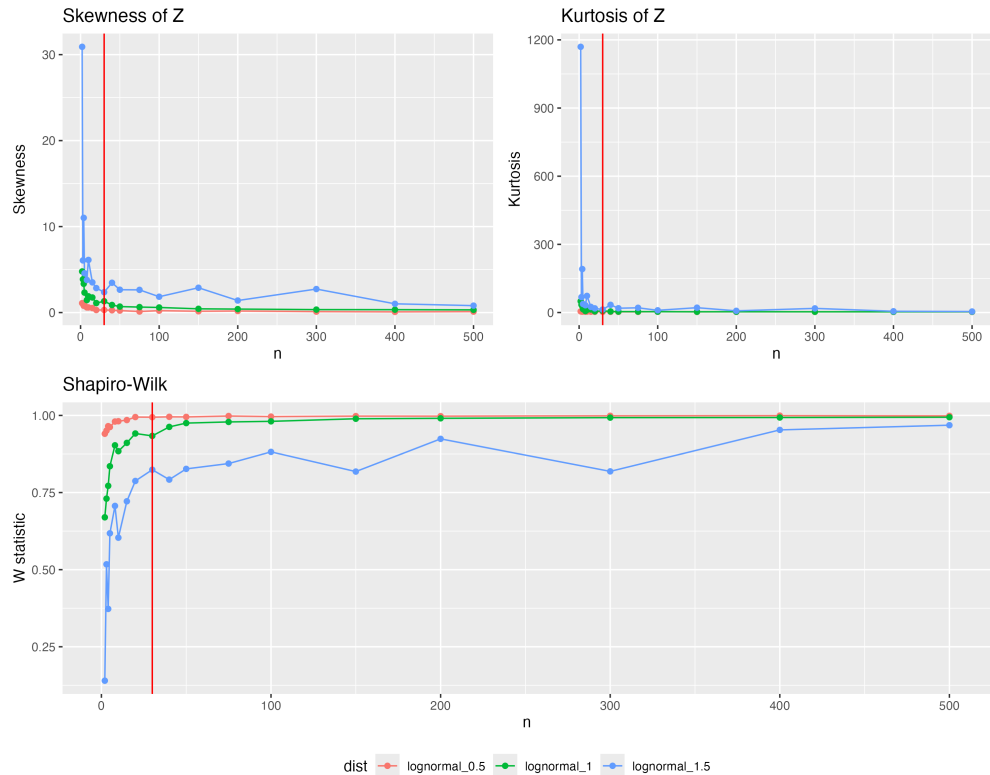 Skewness of Z
Kurtosis of Z
Skewness
30
20
10
0
0 100 200 300 400 500
n
Kurtosis
1200
900
600
300
0
0 100 200 300 400 500
n
Shapiro-Wilk
W statistic
1.00
0.75
0.50
0.25
0 100 200 300 400 500
n
dist lognormal_0.5 lognormal_1 lognormal_1.5